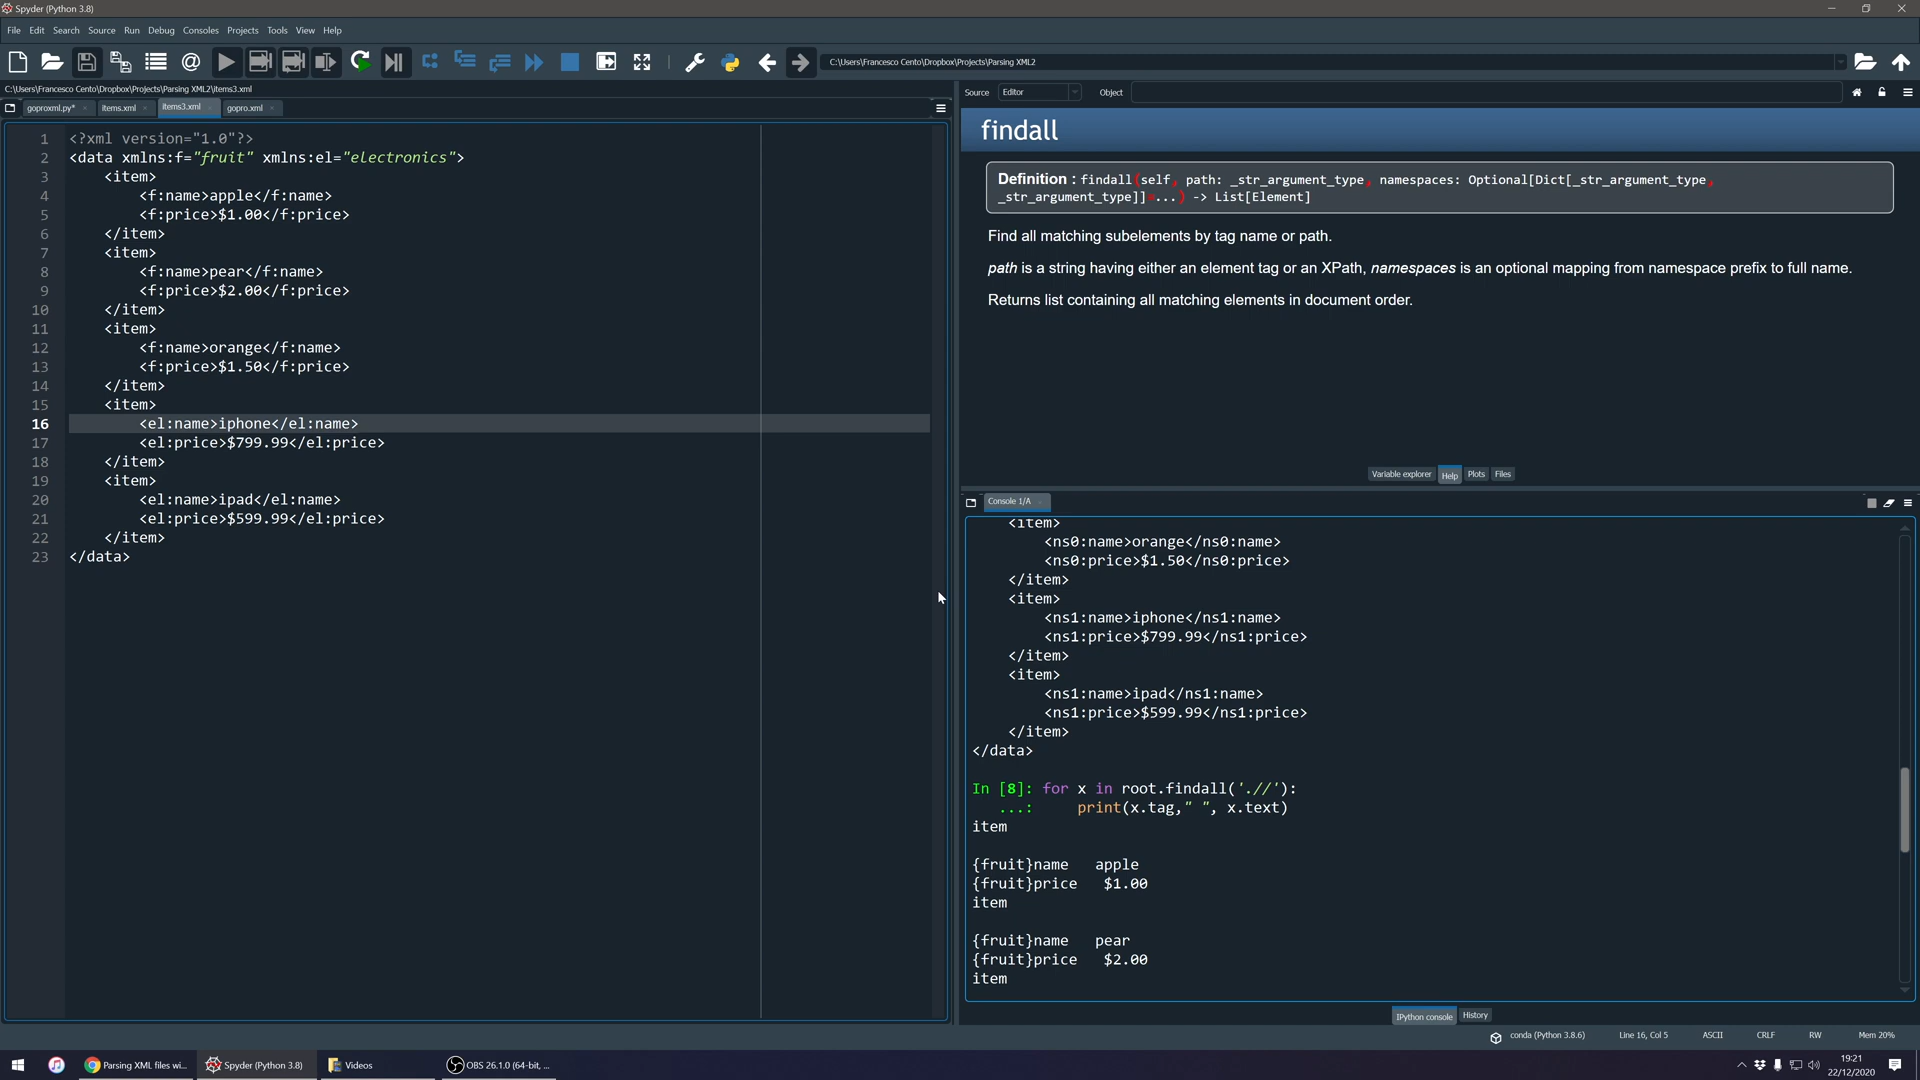 Spyder (Python 3.8)
File Edit Search Source Run Debug Consoles Projects Tools View Help
C:\Users\Francesco Cento\Dropbox\Projects\Parsing XML2
C:\Users\Francesco Cento\Dropbox\Projects\Parsing XML2\items3.xml
goproxml.py* items.xml items3.xml gopro.xml
1 <?xml version="1.0"?>
2 <data xmlns:f="fruit" xmlns:el="electronics">
3 <item>
4 <f:name>apple</f:name>
5 <f:price>$1.00</f:price>
6 </item>
7 <item>
8 <f:name>pear</f:name>
9 <f:price>$2.00</f:price>
10 </item>
11 <item>
12 <f:name>orange</f:name>
13 <f:price>$1.50</f:price>
14 </item>
15 <item>
16 <el:name>iphone</el:name>
17 <el:price>$799.99</el:price>
18 </item>
19 <item>
20 <el:name>ipad</el:name>
21 <el:price>$599.99</el:price>
22 </item>
23 </data>
Source Editor Object
findall
Definition : findall(self, path: _str_argument_type, namespaces: Optional[Dict[_str_argument_type,
_str_argument_type]]=...) -> List[Element]
Find all matching subelements by tag name or path.
path is a string having either an element tag or an XPath, namespaces is an optional mapping from namespace prefix to full name.
Returns list containing all matching elements in document order.
Variable explorer Help Plots Files
Console 1/A
<item>
<ns0:name>orange</ns0:name>
<ns0:price>$1.50</ns0:price>
</item>
<item>
<ns1:name>iphone</ns1:name>
<ns1:price>$799.99</ns1:price>
</item>
<item>
<ns1:name>ipad</ns1:name>
<ns1:price>$599.99</ns1:price>
</item>
</data>
In [8]: for x in root.findall('.//'):
...: print(x.tag," ", x.text)
item
{fruit}name apple
{fruit}price $1.00
item
{fruit}name pear
{fruit}price $2.00
item
IPython console History
conda (Python 3.8.6) Line 16, Col 5 ASCII CRLF RW Mem 20%
Parsing XML files wi... Spyder (Python 3.8) Videos OBS 26.1.0 (64-bit, ...
19:21
22/12/2020